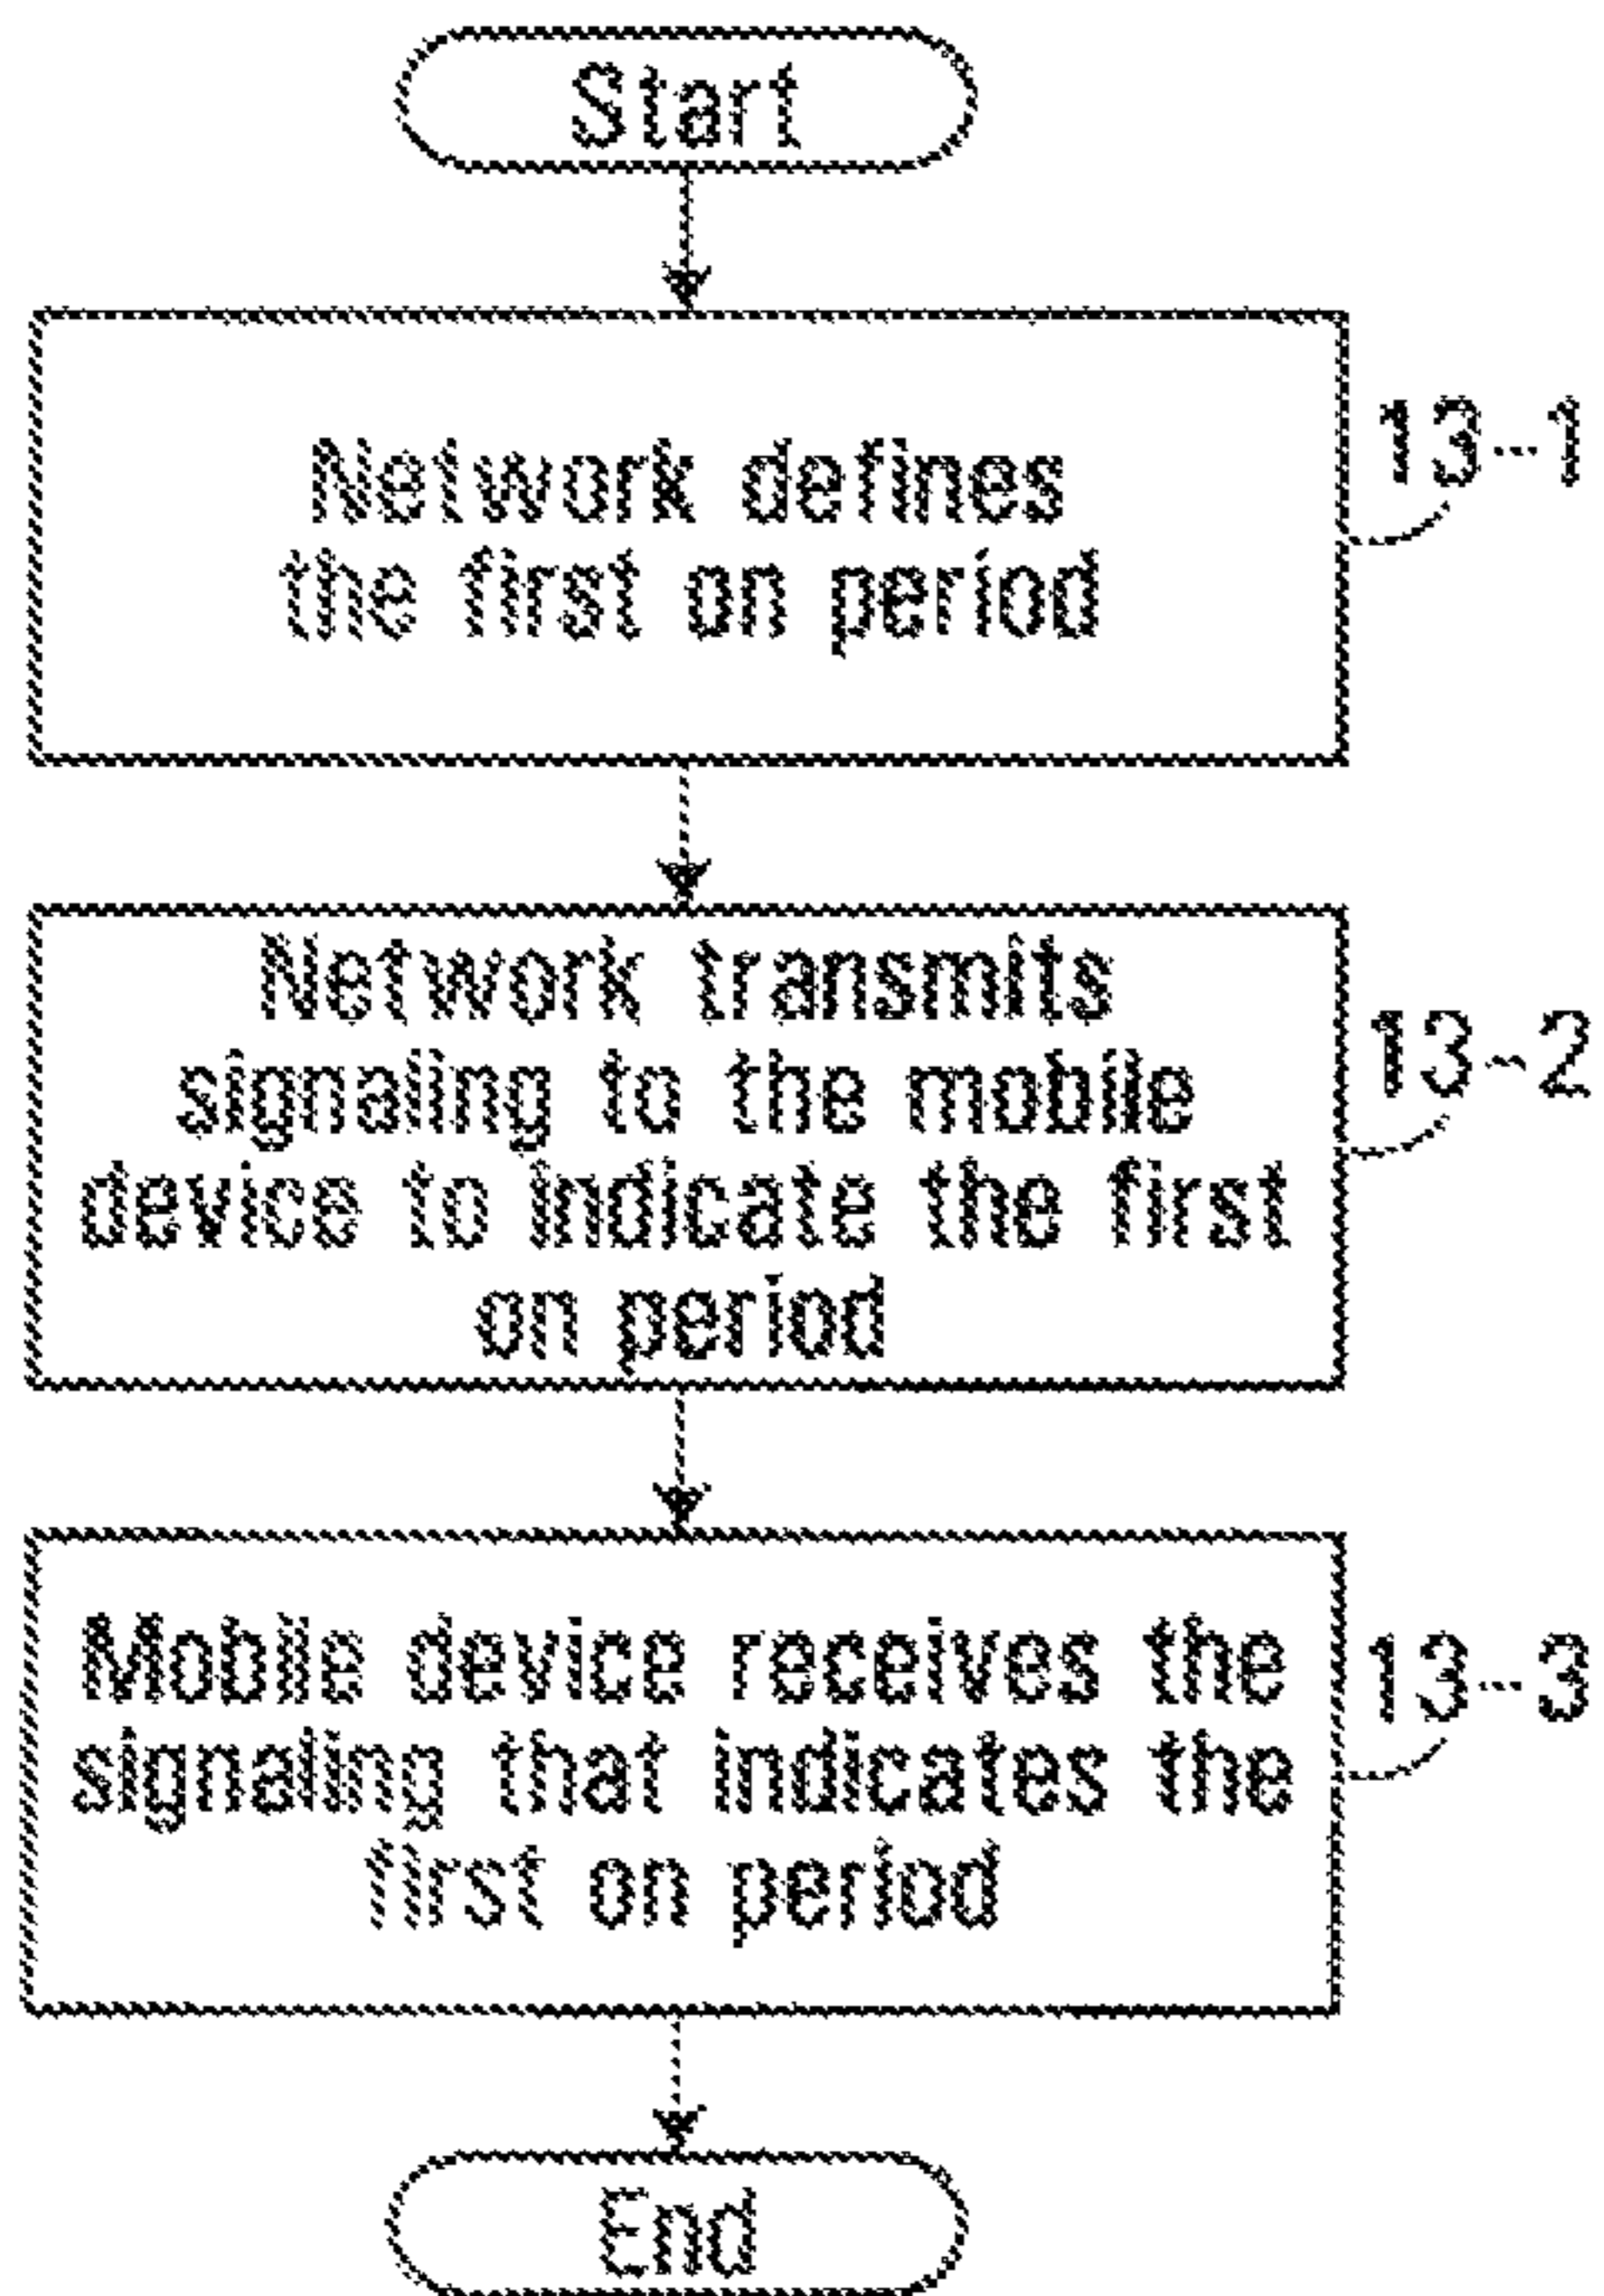 Start
Network defines
the first on period
13-1
Network transmits
signaling to the mobile
device to indicate the first
on period
13-2
Mobile device receives the
signaling that indicates the
first on period
13-3
End